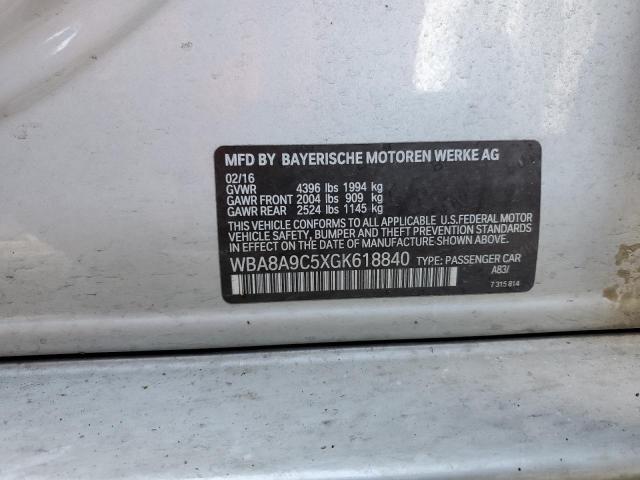 MFD BY BAYERISCHE MOTOREN WERKE AG
02/16
GVWR 4396 lbs 1994 kg
GAWR FRONT 2004 lbs 909 kg
GAWR REAR 2524 lbs 1145 kg
THIS VEHICLE CONFORMS TO ALL APPLICABLE U.S.FEDERAL MOTOR
VEHICLE SAFETY, BUMPER AND THEFT PREVENTION STANDARDS
IN EFFECT ON THE DATE OF MANUFACTURE SHOWN ABOVE.
WBA8A9C5XGK618840 TYPE: PASSENGER CAR
A83/
7 315 814